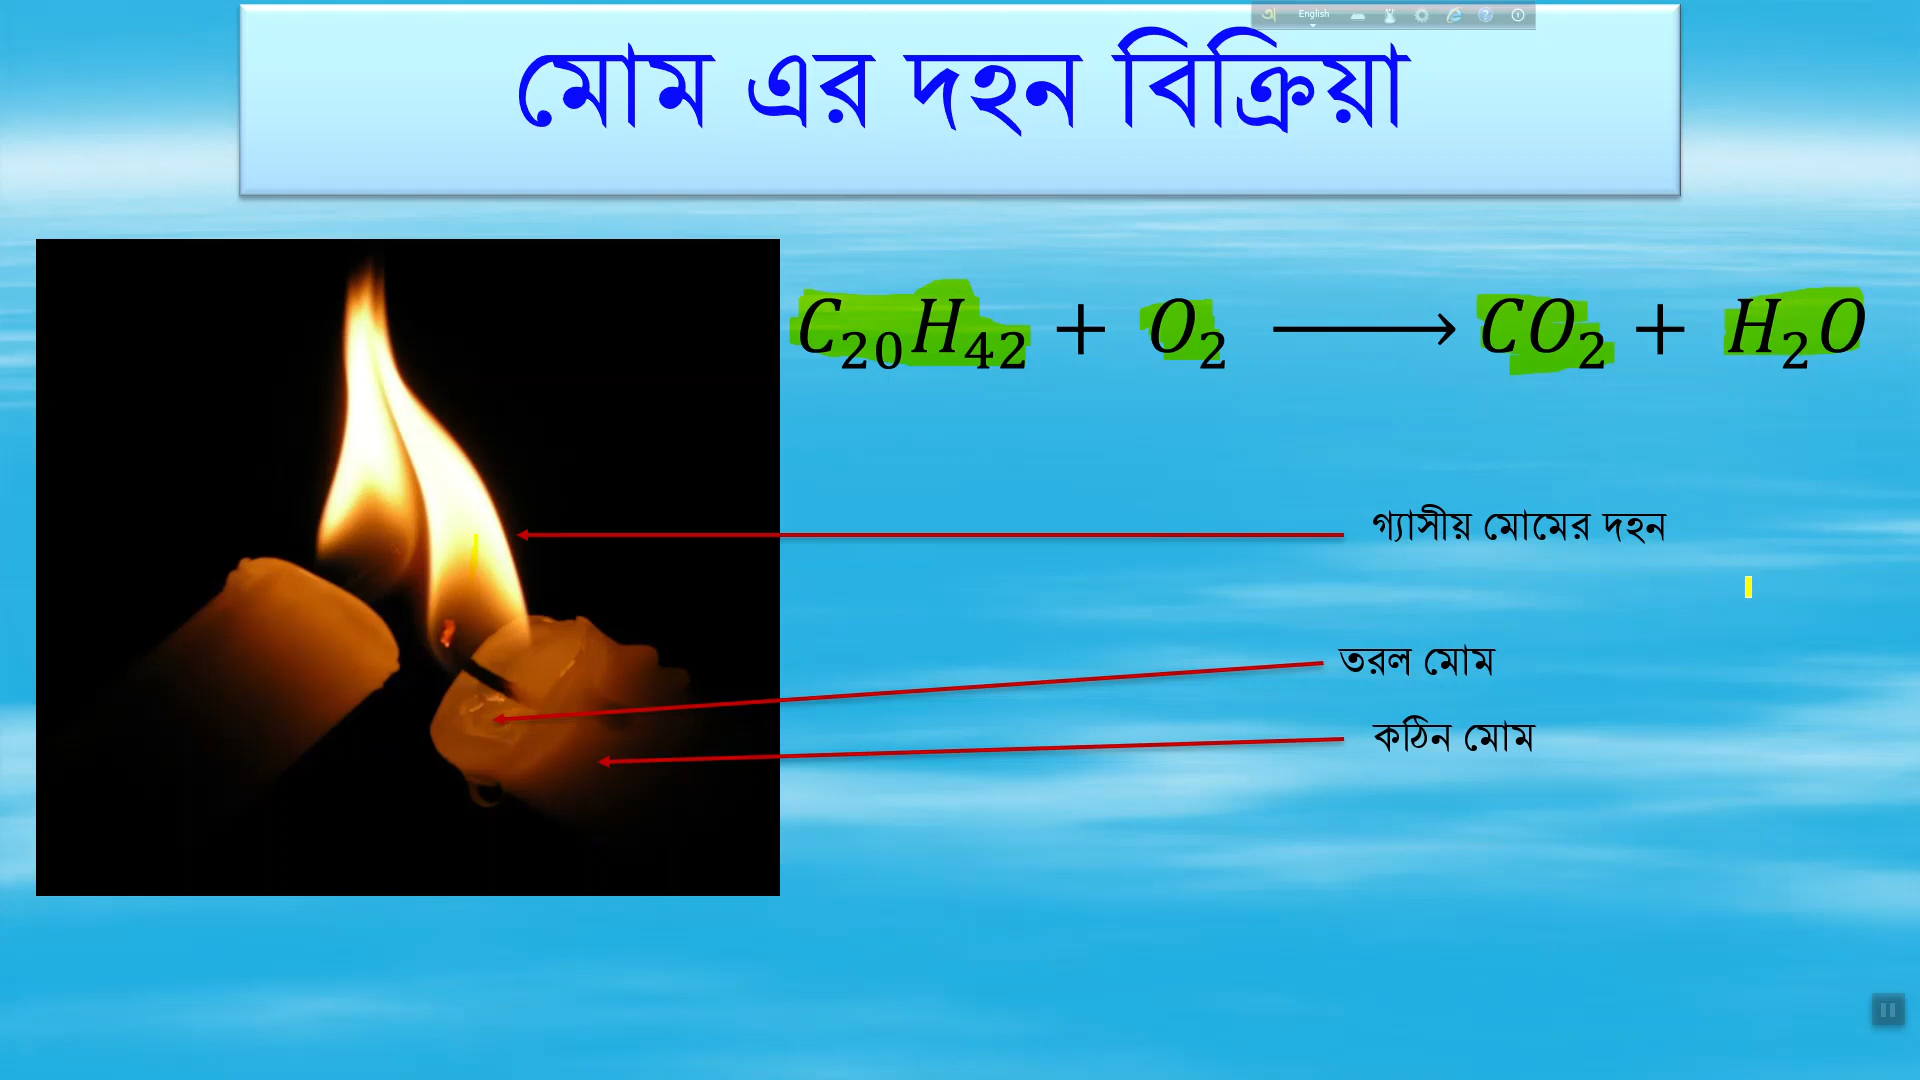 English
মোম এর দহন বিক্রিয়া
C₂₀H₄₂ + O₂ ⟶ CO₂ + H₂O
গ্যাসীয় মোমের দহন
তরল মোম
কঠিন মোম